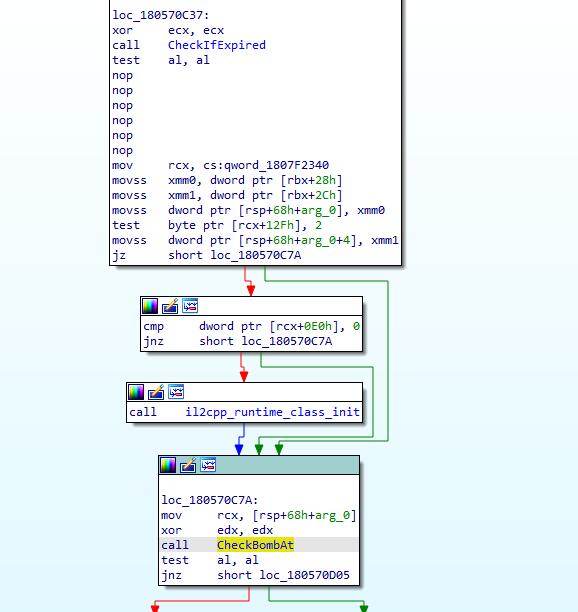 loc_180570C37:
xor ecx, ecx
call CheckIfExpired
test al, al
nop
nop
nop
nop
nop
nop
mov rcx, cs:qword_1807F2340
movss xmm0, dword ptr [rbx+28h]
movss xmm1, dword ptr [rbx+2Ch]
movss dword ptr [rsp+68h+arg_0], xmm0
test byte ptr [rcx+12Fh], 2
movss dword ptr [rsp+68h+arg_0+4], xmm1
jz short loc_180570C7A
cmp dword ptr [rcx+0E0h], 0
jnz short loc_180570C7A
call il2cpp_runtime_class_init
loc_180570C7A:
mov rcx, [rsp+68h+arg_0]
xor edx, edx
call CheckBombAt
test al, al
jnz short loc_180570D05